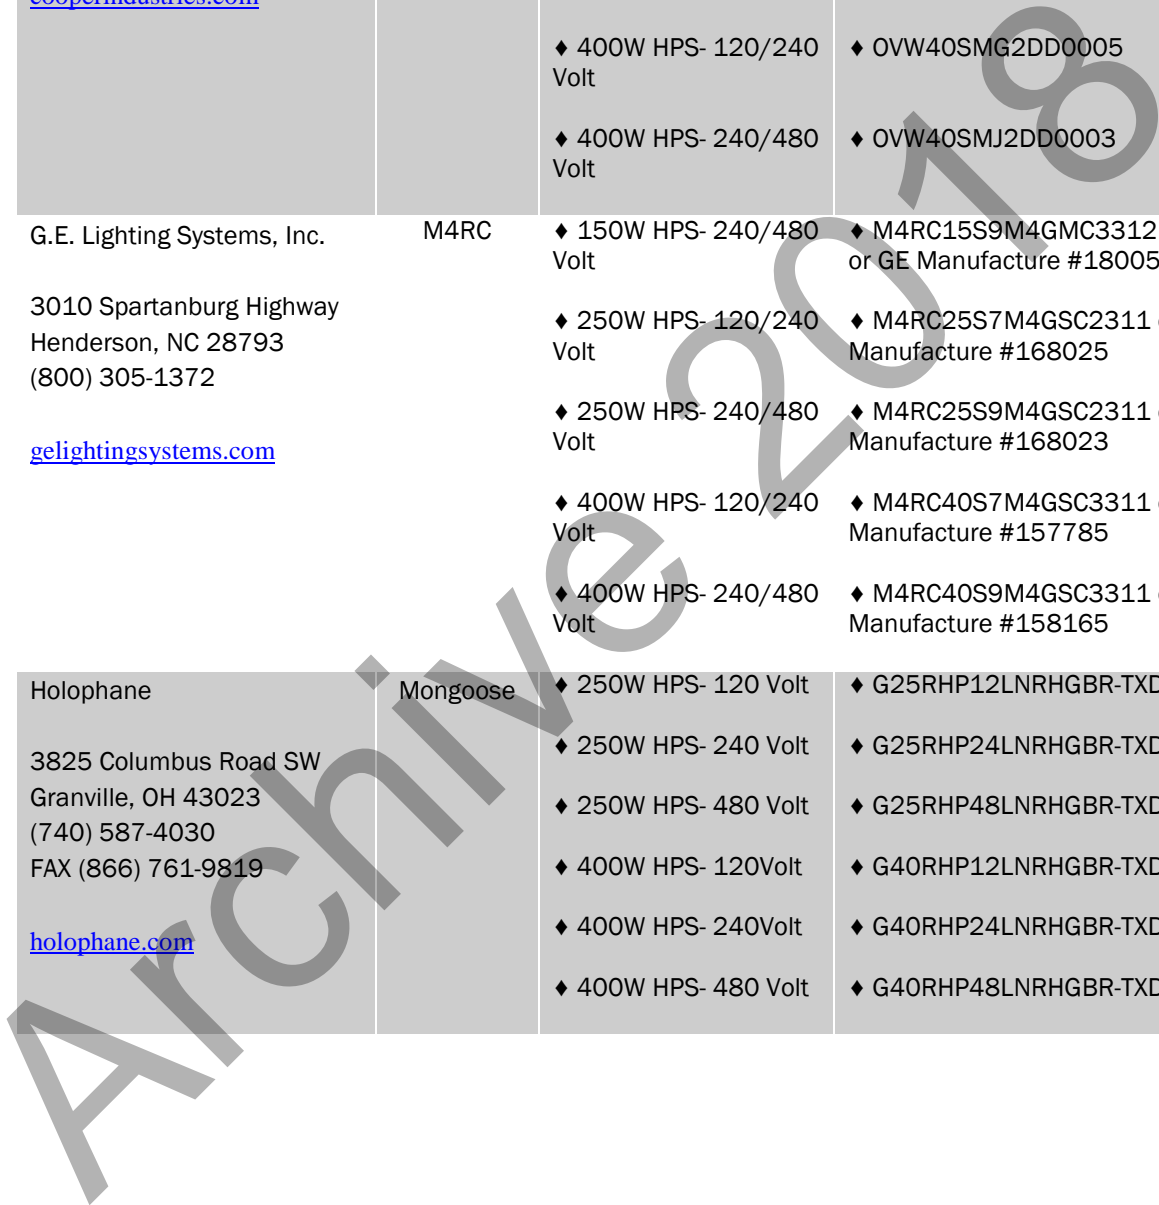 cooperindustries.com
♦ 400W HPS- 120/240
Volt
♦ OVW40SMG2DD0005
♦ 400W HPS- 240/480
Volt
♦ OVW40SMJ2DD0003
G.E. Lighting Systems, Inc.
3010 Spartanburg Highway
Henderson, NC 28793
(800) 305-1372
gelightingsystems.com
M4RC
♦ 150W HPS- 240/480
Volt
♦ M4RC15S9M4GMC3312
or GE Manufacture #18005
♦ 250W HPS- 120/240
Volt
♦ M4RC25S7M4GSC2311
Manufacture #168025
♦ 250W HPS- 240/480
Volt
♦ M4RC25S9M4GSC2311
Manufacture #168023
♦ 400W HPS- 120/240
Volt
♦ M4RC40S7M4GSC3311
Manufacture #157785
♦ 400W HPS- 240/480
Volt
♦ M4RC40S9M4GSC3311
Manufacture #158165
Holophane
3825 Columbus Road SW
Granville, OH 43023
(740) 587-4030
FAX (866) 761-9819
holophane.com
Mongoose
♦ 250W HPS- 120 Volt
♦ G25RHP12LNRHGBR-TXD
♦ 250W HPS- 240 Volt
♦ G25RHP24LNRHGBR-TXD
♦ 250W HPS- 480 Volt
♦ G25RHP48LNRHGBR-TXD
♦ 400W HPS- 120Volt
♦ G40RHP12LNRHGBR-TXD
♦ 400W HPS- 240Volt
♦ G40RHP24LNRHGBR-TXD
♦ 400W HPS- 480 Volt
♦ G40RHP48LNRHGBR-TXD
Archive 2018